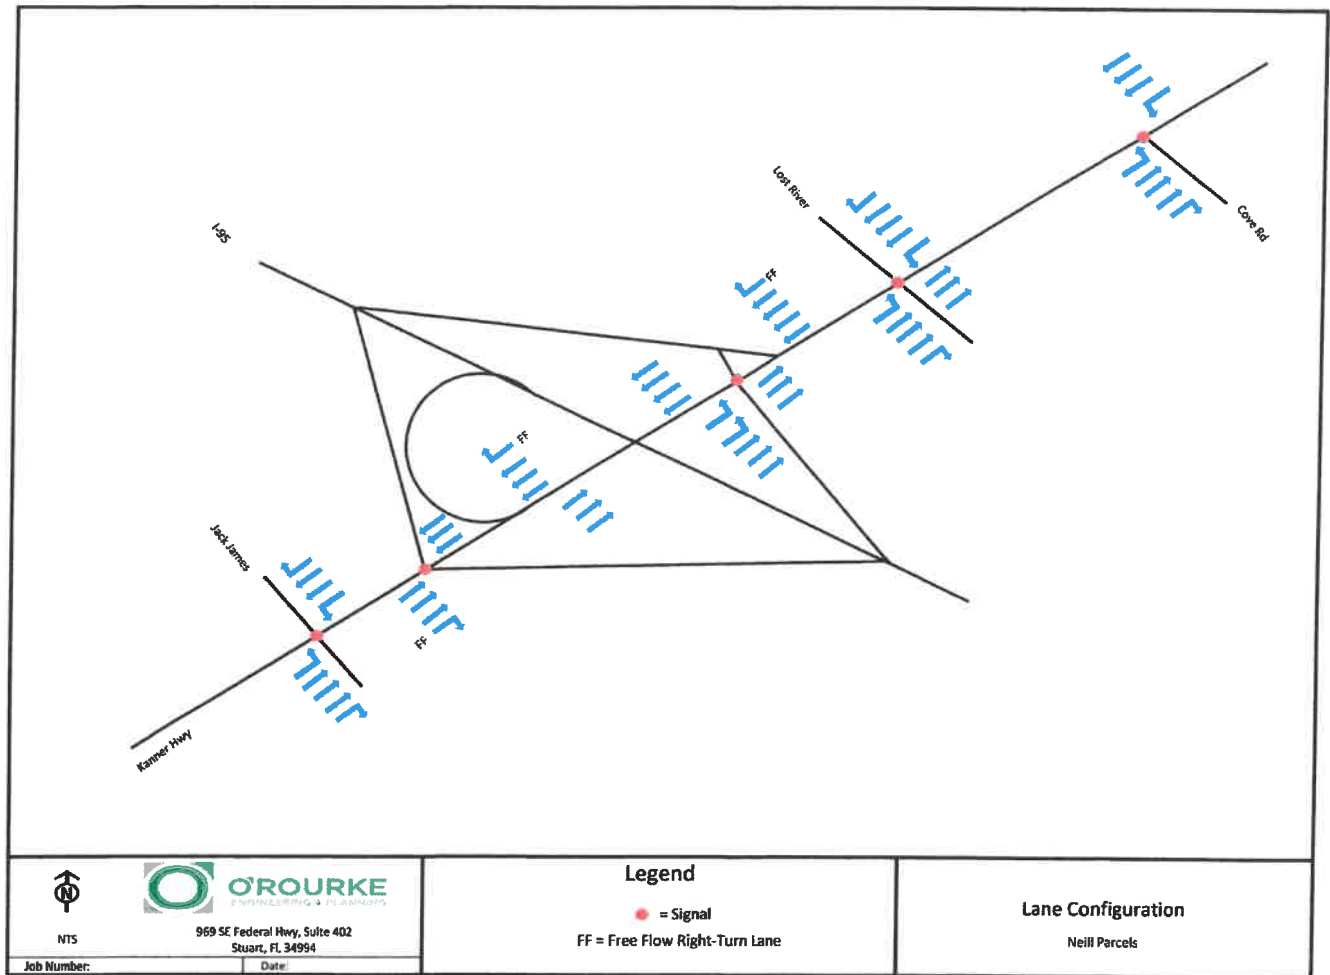 Cove Rd
Lost River
I-95
FF
FF
Jack James
FF
Kanner Hwy
N
NTS
O'ROURKE
ENGINEERING & PLANNING
969 SE Federal Hwy, Suite 402
Stuart, Fl, 34994
Job Number:
Date:
Legend
= Signal
FF = Free Flow Right-Turn Lane
Lane Configuration
Neill Parcels